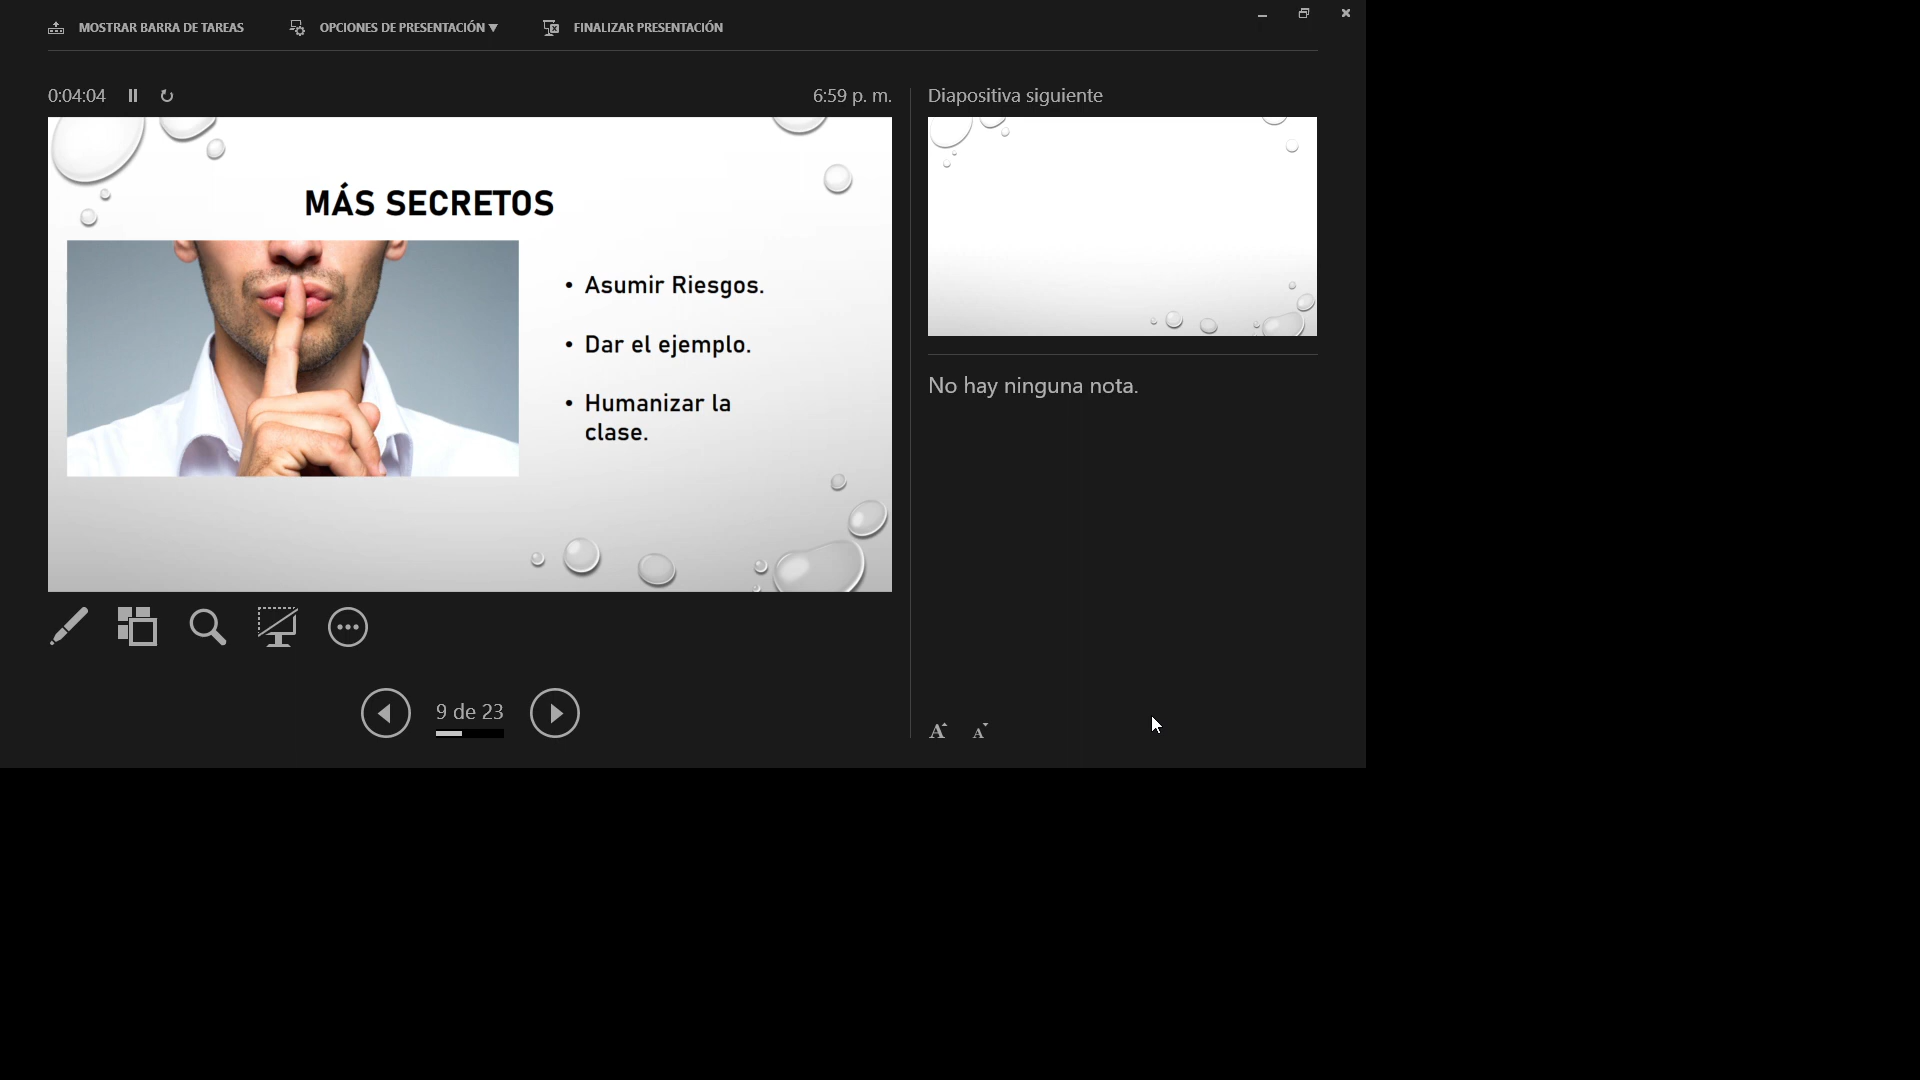 MOSTRAR BARRA DE TAREAS
OPCIONES DE PRESENTACIÓN ▼
FINALIZAR PRESENTACIÓN
0:04:04
6:59 p. m.
Diapositiva siguiente
MÁS SECRETOS
• Asumir Riesgos.
• Dar el ejemplo.
• Humanizar la
clase.
No hay ninguna nota.
9 de 23
A A